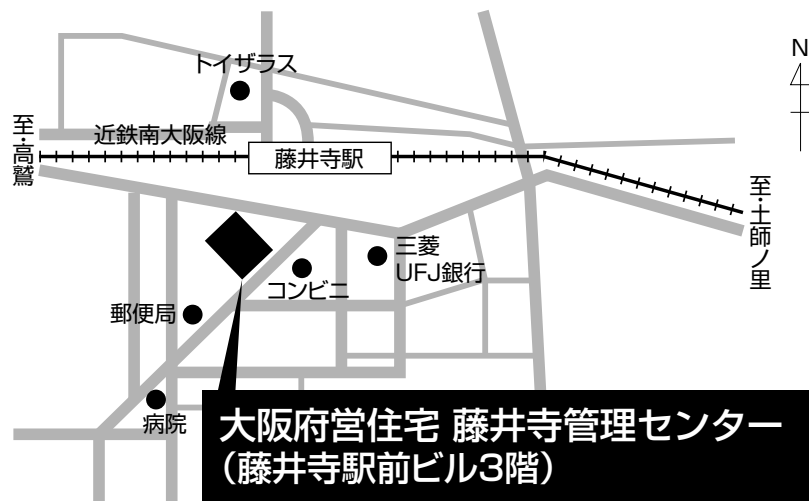 N
トイザラス
近鉄南大阪線
至・高鷲
藤井寺駅
至・土師ノ里
三菱
UFJ銀行
コンビニ
郵便局
病院
大阪府営住宅 藤井寺管理センター
（藤井寺駅前ビル3階）